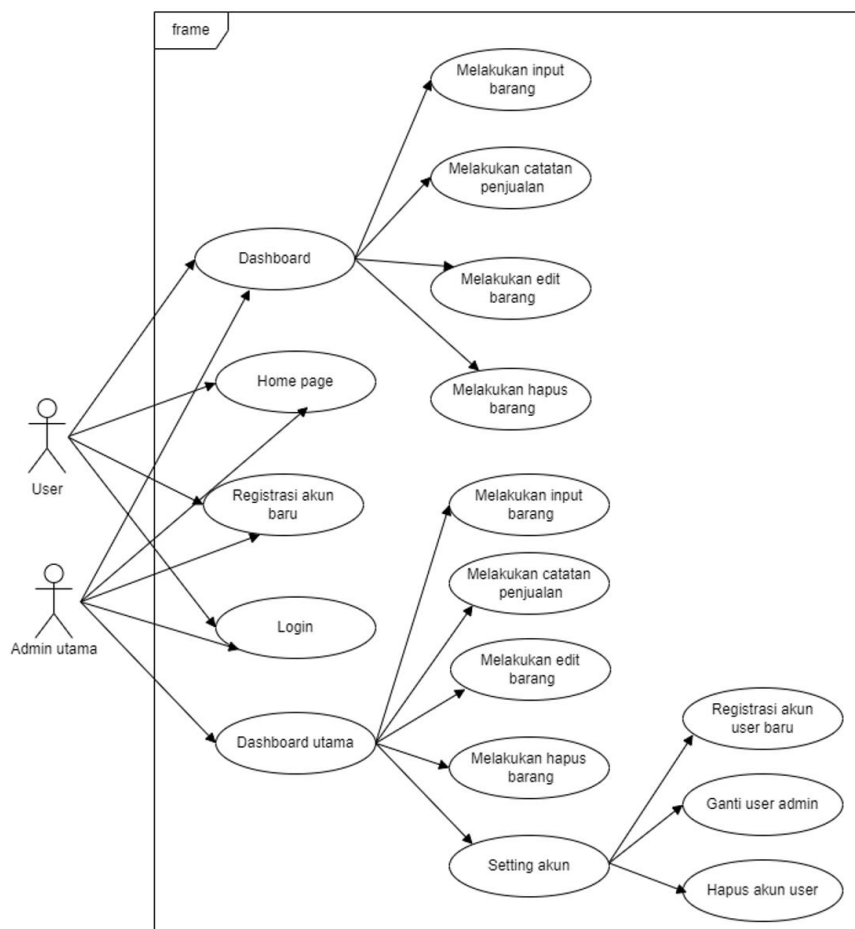 frame
Melakukan input
barang
Melakukan catatan
penjualan
Dashboard
Melakukan edit
barang
Home page
Melakukan hapus
barang
User
Registrasi akun
baru
Melakukan input
barang
Melakukan catatan
penjualan
Admin utama
Login
Melakukan edit
barang
Dashboard utama
Melakukan hapus
barang
Registrasi akun
user baru
Ganti user admin
Setting akun
Hapus akun user